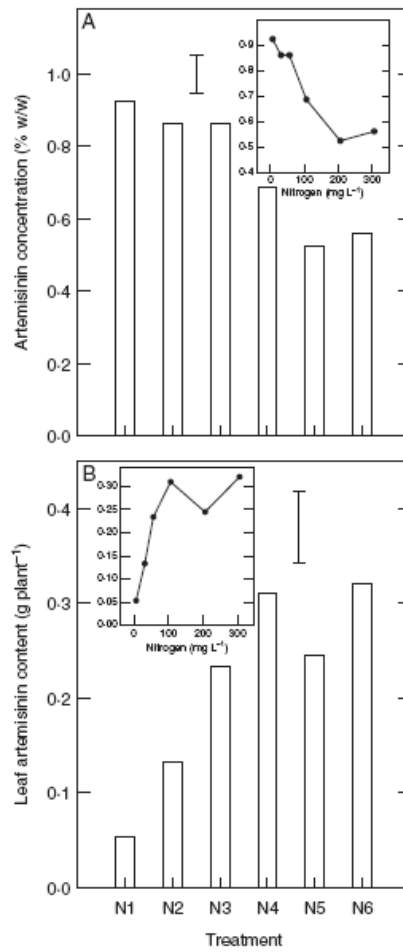 A
Artemisinin concentration (% w/w)
1·0
0·8
0·6
0·4
0·2
0·0
0·9
0·8
0·7
0·6
0·5
0·4
0 100 200 300
Nitrogen (mg L⁻¹)
B
Leaf artemisinin content (g plant⁻¹)
0·4
0·3
0·2
0·1
0·0
0·30
0·25
0·20
0·15
0·10
0·05
0·00
0 100 200 300
Nitrogen (mg L⁻¹)
N1 N2 N3 N4 N5 N6
Treatment